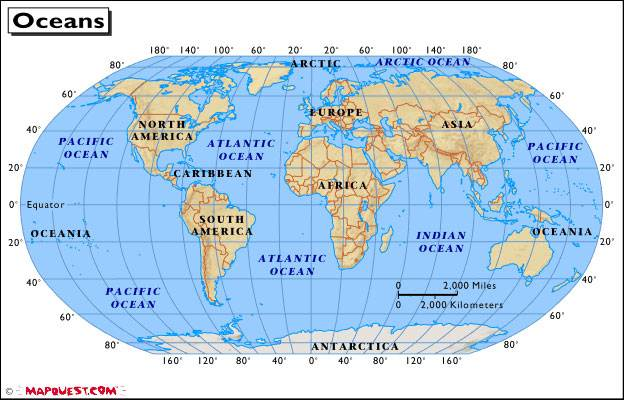 Oceans
180° 140° 100° 60° 20° 20° 60° 100° 140° 180°
ARCTIC
ARCTIC OCEAN
80° 80°
60° 60°
EUROPE
NORTH
AMERICA
ASIA
40° 40°
PACIFIC
OCEAN
ATLANTIC
OCEAN
PACIFIC
OCEAN
20° 20°
CARIBBEAN
AFRICA
0° Equator 0°
SOUTH
AMERICA
OCEANIA
INDIAN
OCEAN
OCEANIA
20° 20°
ATLANTIC
OCEAN
40° 40°
PACIFIC
OCEAN
0 2,000 Miles
0 2,000 Kilometers
60° 60°
80° 80°
ANTARCTICA
160° 120° 80° 40° 0° 40° 80° 120° 160°
© MAPQUEST.COM